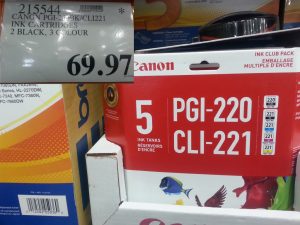 215544
CANON PGI-220BK/CLI221
INK CARTRIDGES
2 BLACK, 3 COLOUR
69.97
Canon
INK CLUB PACK
EMBALLAGE
MULTIPLE D'ENCRE
5
INK TANKS
RÉSERVOIRS
D'ENCRE
PGI-220
CLI-221
220
221
221
221